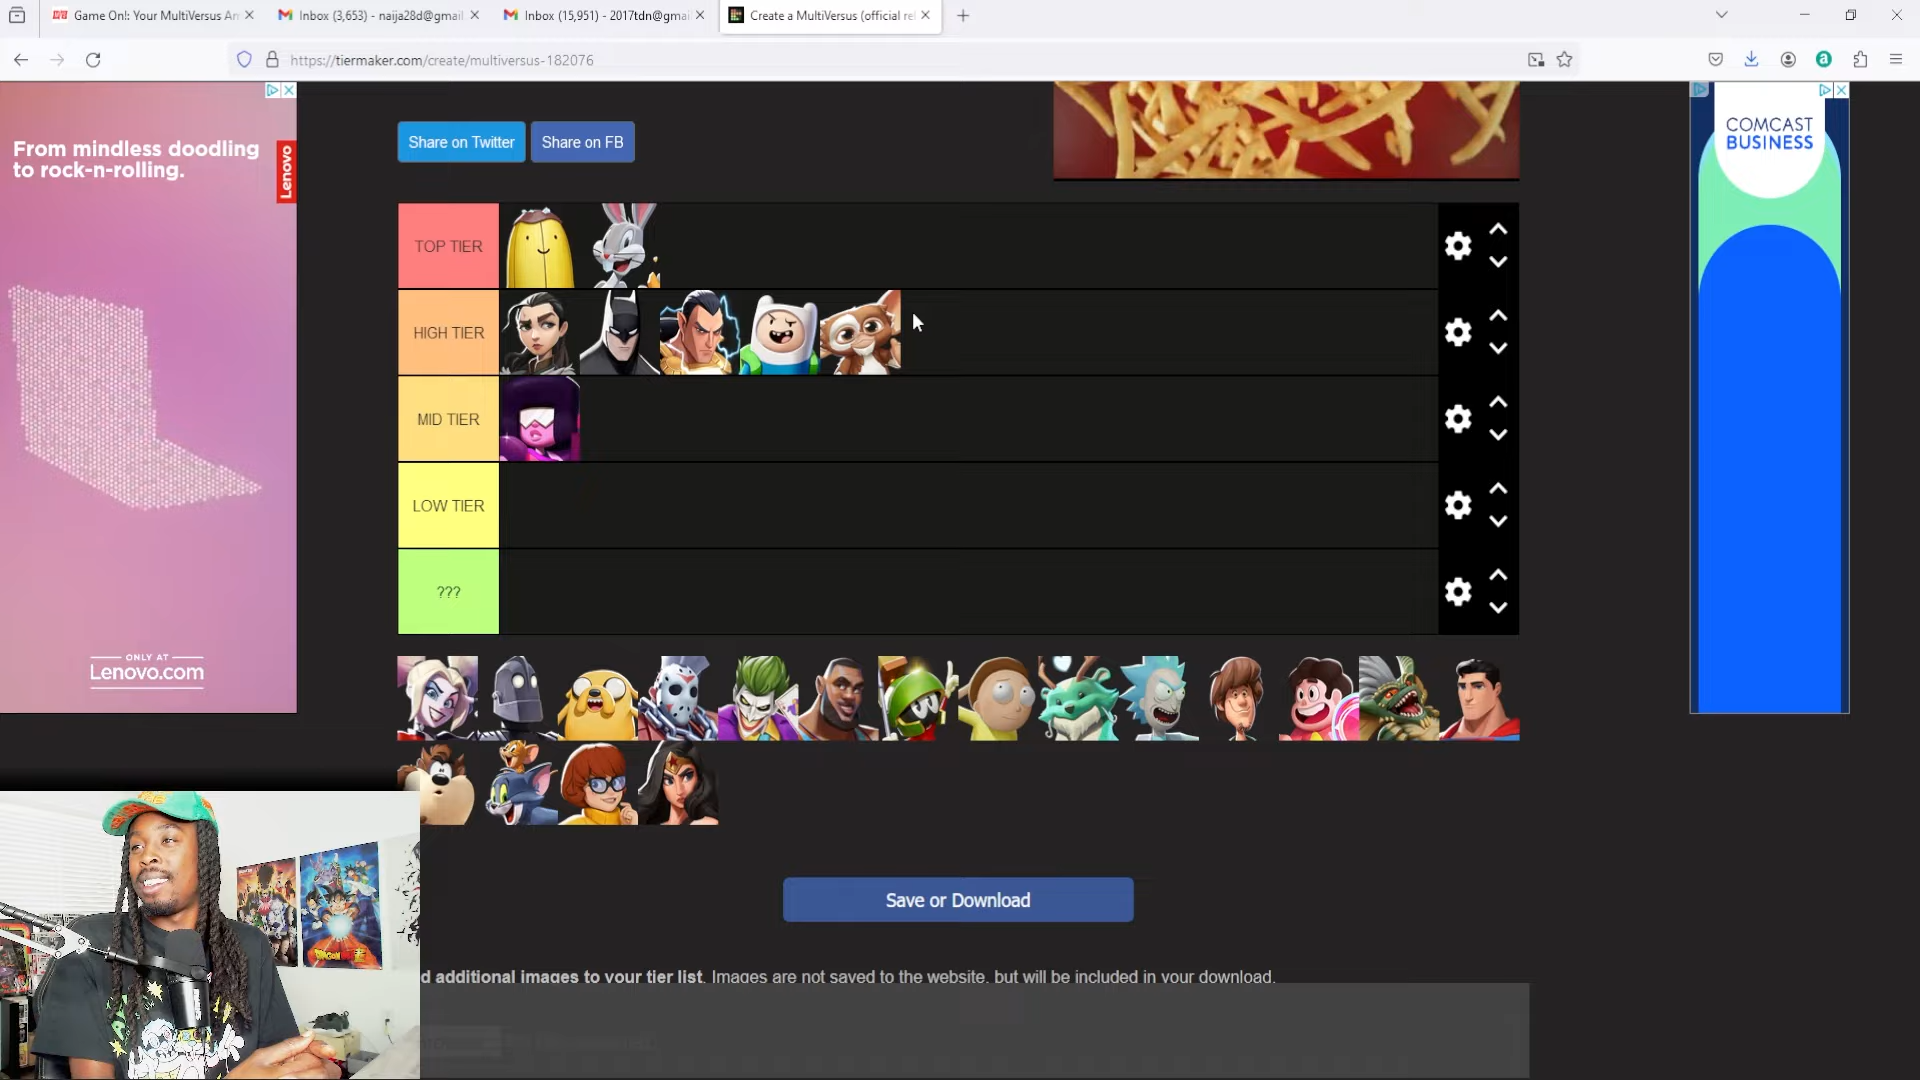 Game On!: Your MultiVersus An
Inbox (3,653) - naija28d@gmail.
Inbox (15,951) - 2017tdn@gmai
Create a MultiVersus (official rel
https://tiermaker.com/create/multiversus-182076
From mindless doodling
to rock-n-rolling.
Lenovo
ONLY AT
Lenovo.com
Share on Twitter
Share on FB
COMCAST
BUSINESS
TOP TIER
HIGH TIER
MID TIER
LOW TIER
???
Save or Download
d additional images to your tier list. Images are not saved to the website, but will be included in your download.